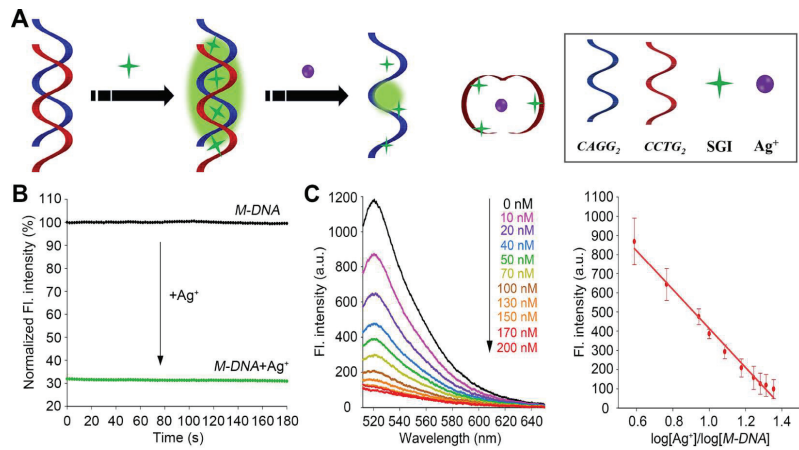 A
CAGG2 CCTG2 SGI Ag+
B
Normalized Fl. intensity (%)
110
100
90
80
70
60
50
40
30
20
M-DNA
+Ag+
M-DNA+Ag+
0 20 40 60 80 100 120 140 160 180
Time (s)
C
Fl. intensity (a.u.)
1200
1000
800
600
400
200
0
0 nM
10 nM
20 nM
40 nM
50 nM
70 nM
100 nM
130 nM
150 nM
170 nM
200 nM
520 540 560 580 600 620 640
Wavelength (nm)
Fl. intensity (a.u.)
1100
1000
900
800
700
600
500
400
300
200
100
0
0.6 0.8 1.0 1.2 1.4
log[Ag+]/log[M-DNA]